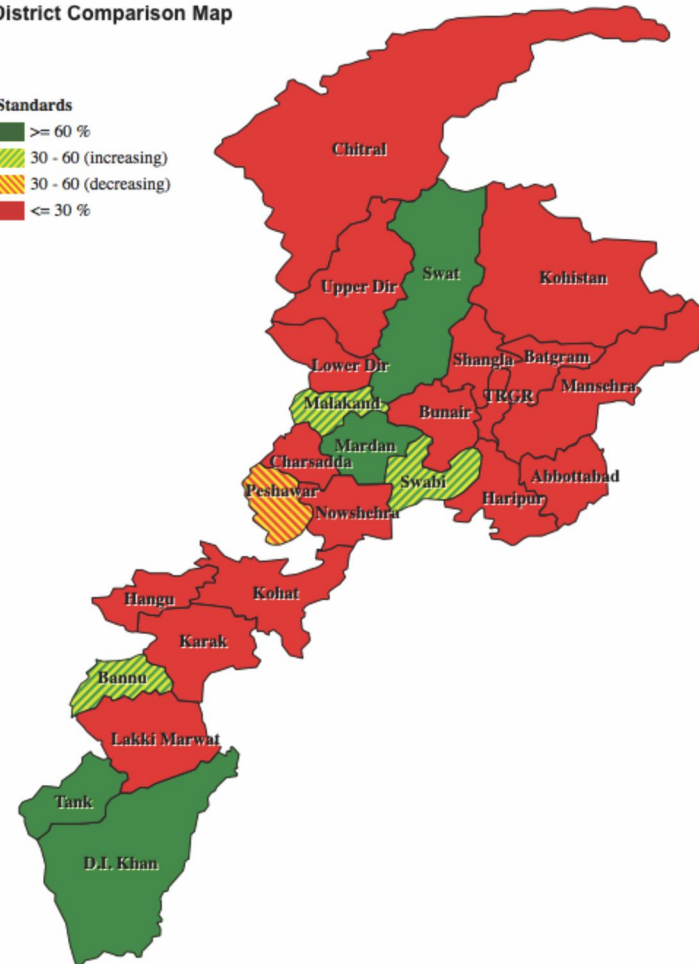 District Comparison Map
Standards
>= 60 %
30 - 60 (increasing)
30 - 60 (decreasing)
<= 30 %
Chitral
Swat
Kohistan
Upper Dir
Lower Dir
Shangla
Batgram
Mansehra
TRGR
Malakand
Bunair
Mardan
Charsadda
Abbottabad
Swabi
Peshawar
Haripur
Nowshehra
Kohat
Hangu
Karak
Bannu
Lakki Marwat
Tank
D.I. Khan